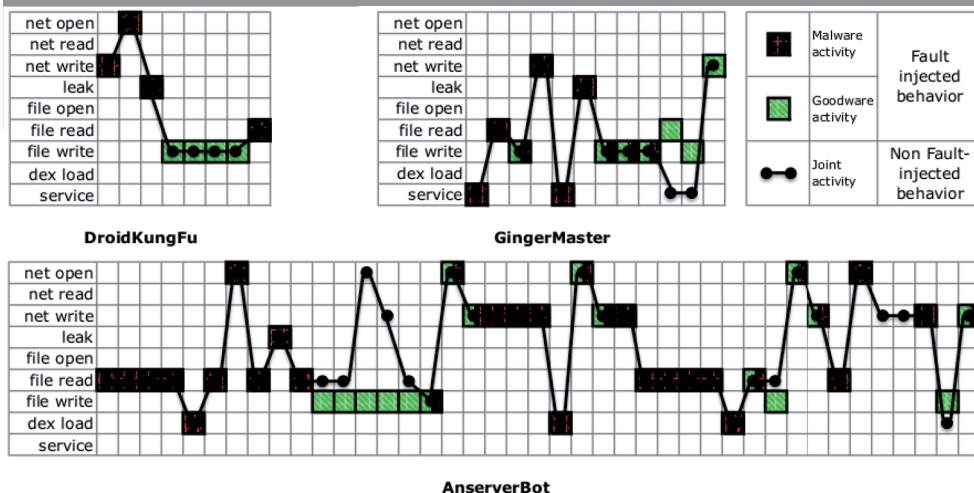 net open
net read
net write
leak
file open
file read
file write
dex load
service
DroidKungFu
net open
net read
net write
leak
file open
file read
file write
dex load
service
GingerMaster
Malware
activity
Goodware
activity
Joint
activity
Fault
injected
behavior
Non Fault-
injected
behavior
net open
net read
net write
leak
file open
file read
file write
dex load
service
AnserverBot